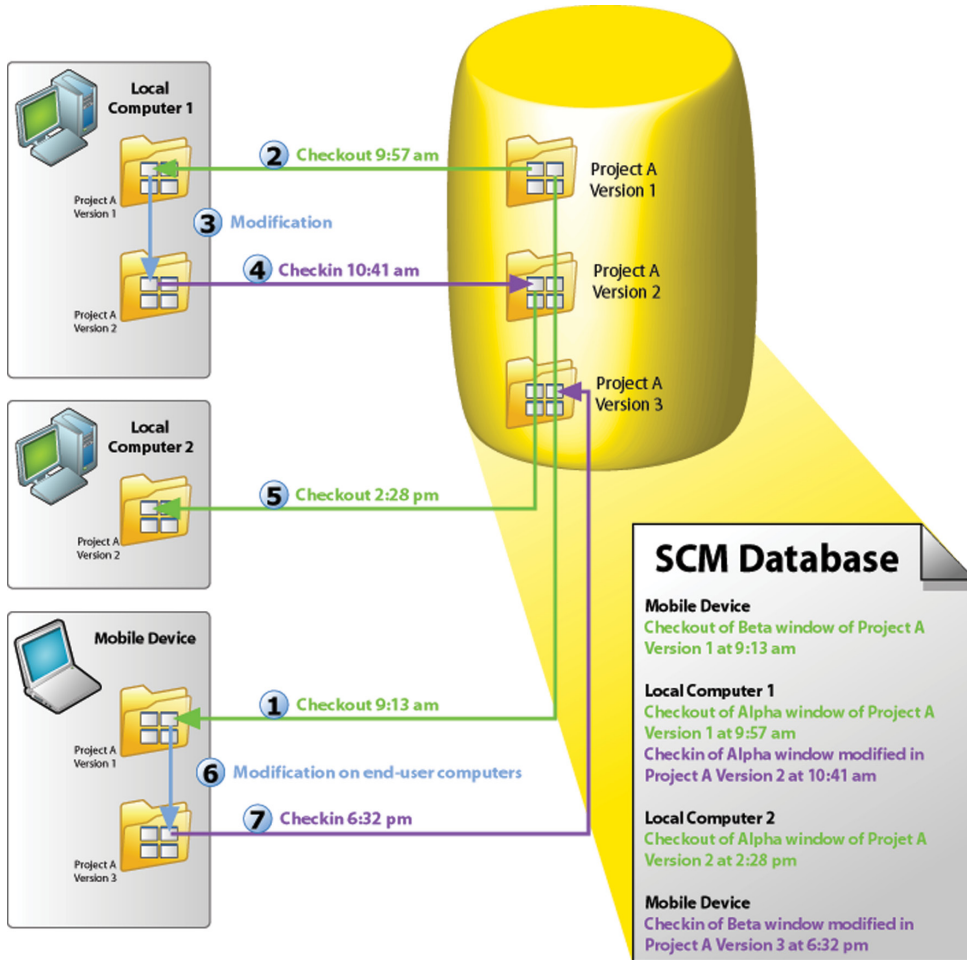 Local
Computer 1
2 Checkout 9:57 am
Project A
Version 1
Project A
Version 1
3 Modification
4 Checkin 10:41 am
Project A
Version 2
Project A
Version 2
Project A
Version 3
Local
Computer 2
5 Checkout 2:28 pm
Project A
Version 2
Mobile Device
1 Checkout 9:13 am
Project A
Version 1
6 Modification on end-user computers
7 Checkin 6:32 pm
Project A
Version 3
SCM Database
Mobile Device
Checkout of Beta window of Project A
Version 1 at 9:13 am
Local Computer 1
Checkout of Alpha window of Project A
Version 1 at 9:57 am
Checkin of Alpha window modified in
Project A Version 2 at 10:41 am
Local Computer 2
Checkout of Alpha window of Projet A
Version 2 at 2:28 pm
Mobile Device
Checkin of Beta window modified in
Project A Version 3 at 6:32 pm